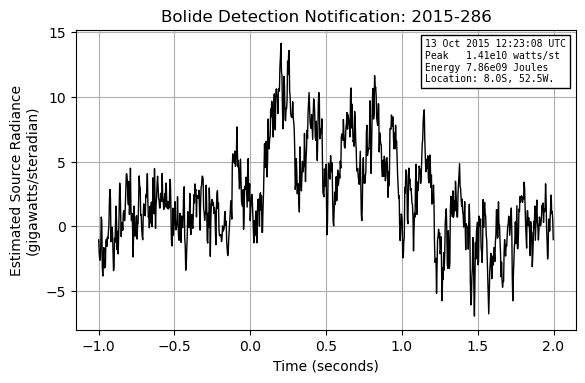 Bolide Detection Notification: 2015-286
13 Oct 2015 12:23:08 UTC
Peak   1.41e10 watts/st
Energy 7.86e09 Joules
Location: 8.0S, 52.5W.
Estimated Source Radiance
(gigawatts/steradian)
15
10
5
0
−5
−1.0
−0.5
0.0
0.5
1.0
1.5
2.0
Time (seconds)